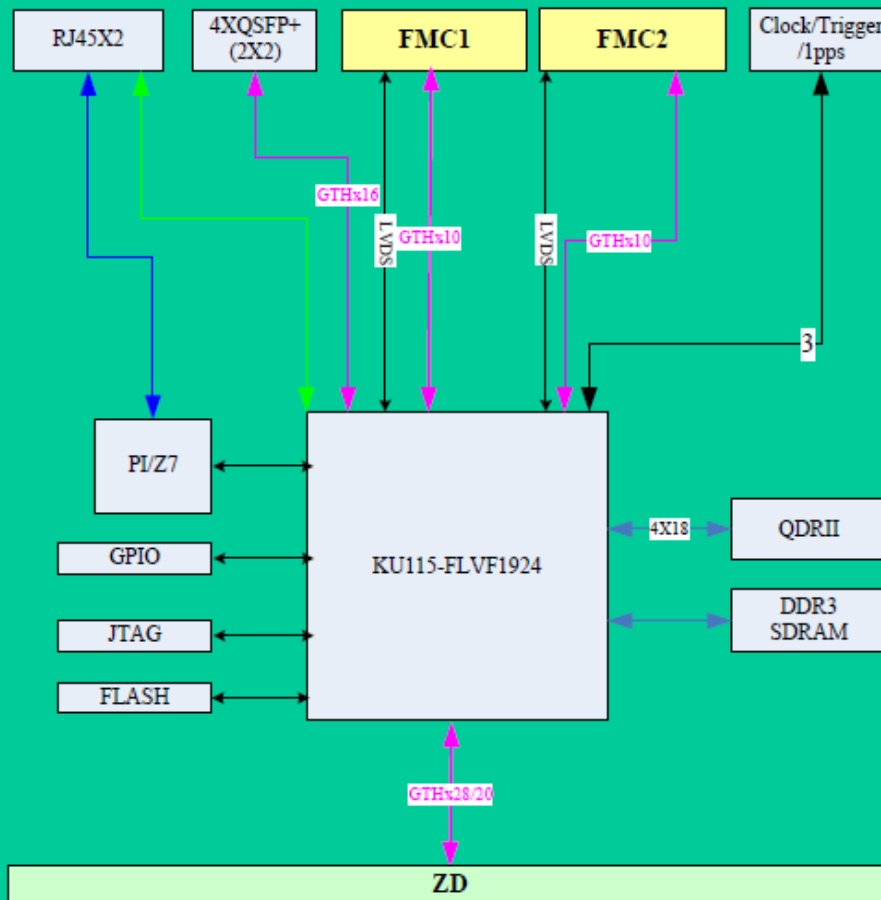 RJ45X2
4XQSFP+
(2X2)
FMC1
FMC2
Clock/Trigger
/1pps
GTHx16
LVDS
GTHx10
LVDS
GTHx10
3
PI/Z7
GPIO
JTAG
FLASH
KU115-FLVF1924
4X18
QDRII
DDR3
SDRAM
GTHx28/20
ZD